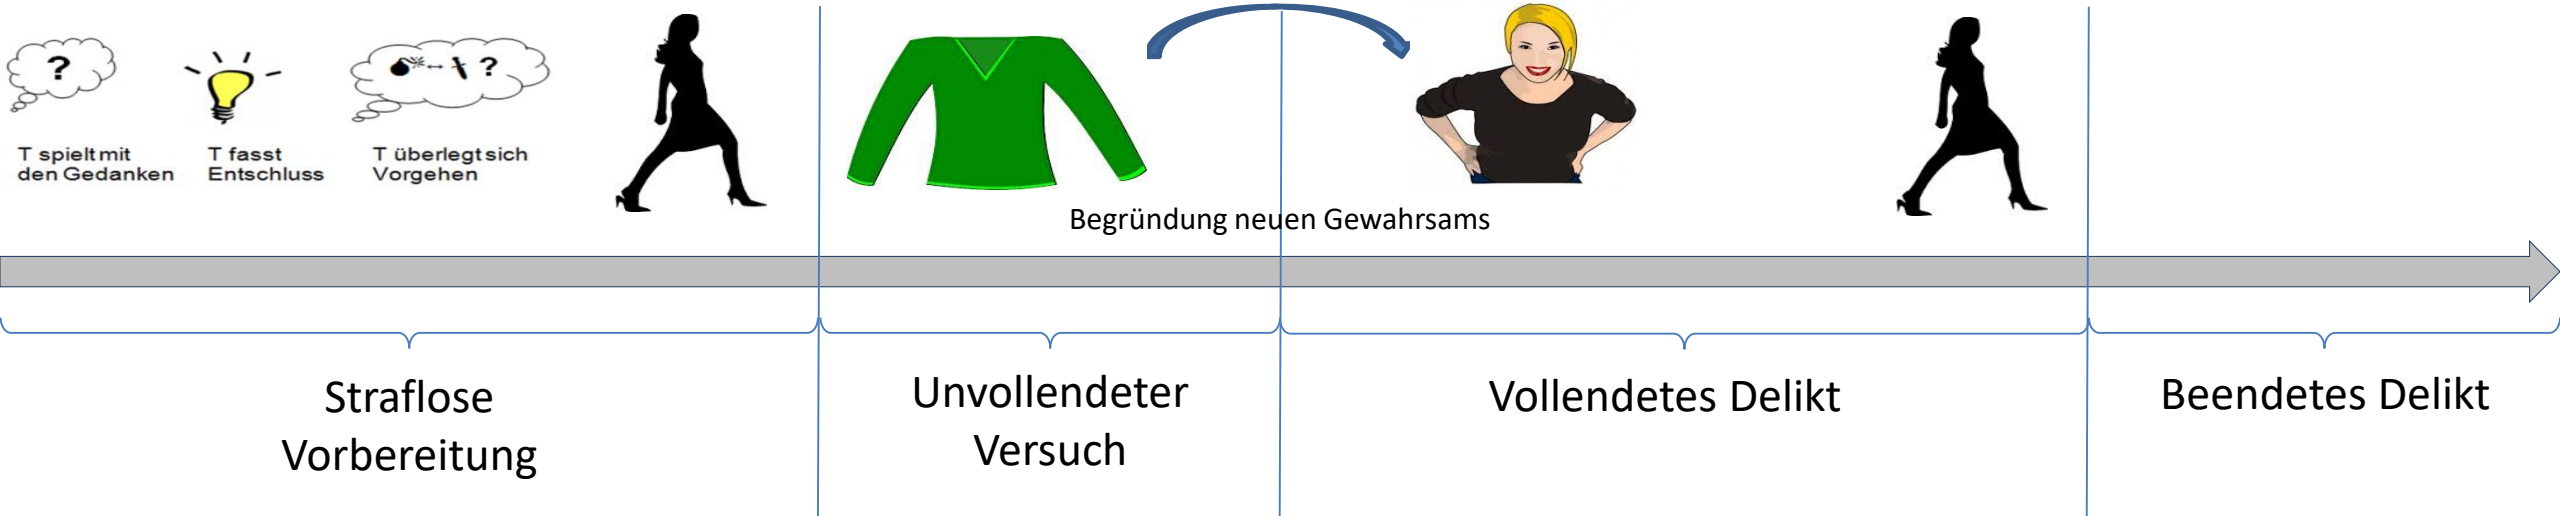 ?
?
T spielt mit
den Gedanken
T fasst
Entschluss
T überlegt sich
Vorgehen
Begründung neuen Gewahrsams
Straflose
Vorbereitung
Unvollendeter
Versuch
Vollendetes Delikt
Beendetes Delikt